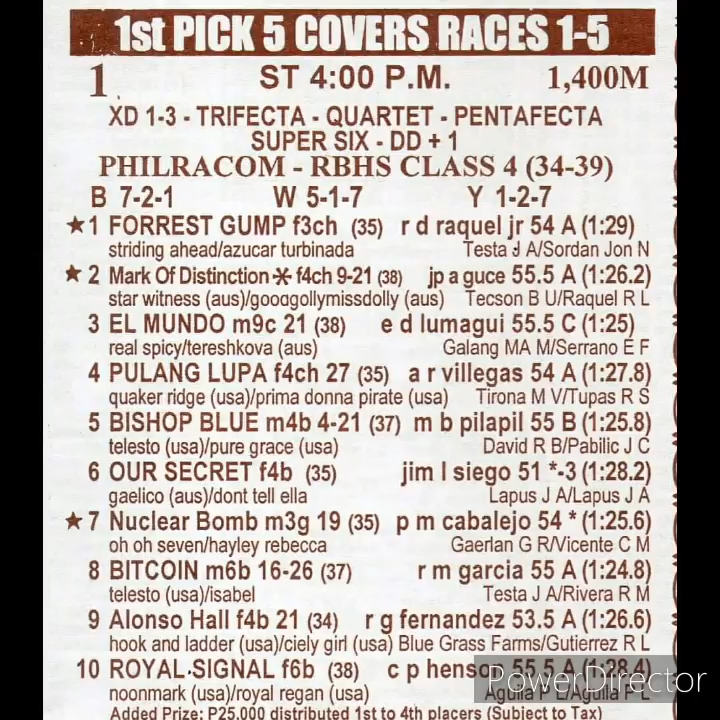 1st PICK 5 COVERS RACES 1-5
1 ST 4:00 P.M. 1,400M
XD 1-3 - TRIFECTA - QUARTET - PENTAFECTA
SUPER SIX - DD + 1
PHILRACOM - RBHS CLASS 4 (34-39)
B 7-2-1 W 5-1-7 Y 1-2-7
★1 FORREST GUMP f3ch (35) r d raquel jr 54 A (1:29)
striding ahead/azucar turbinada Testa J A/Sordan Jon N
★2 Mark Of Distinction * f4ch 9-21 (38) jp a guce 55.5 A (1:26.2)
star witness (aus)/gooagollymissdolly (aus) Tecson B U/Raquel R L
3 EL MUNDO m9c 21 (38) e d lumagui 55.5 C (1:25)
real spicy/tereshkova (aus) Galang MA M/Serrano E F
4 PULANG LUPA f4ch 27 (35) a r villegas 54 A (1:27.8)
quaker ridge (usa)/prima donna pirate (usa) Tirona M V/Tupas R S
5 BISHOP BLUE m4b 4-21 (37) m b pilapil 55 B (1:25.8)
telesto (usa)/pure grace (usa) David R B/Pabilic J C
6 OUR SECRET f4b (35) jim l siego 51 *-3 (1:28.2)
gaelico (aus)/dont tell ella Lapus J A/Lapus J A
★7 Nuclear Bomb m3g 19 (35) p m cabalejo 54 * (1:25.6)
oh oh seven/hayley rebecca Gaerlan G R/Vicente C M
8 BITCOIN m6b 16-26 (37) r m garcia 55 A (1:24.8)
telesto (usa)/isabel Testa J A/Rivera R M
9 Alonso Hall f4b 21 (34) r g fernandez 53.5 A (1:26.6)
hook and ladder (usa)/ciely girl (usa) Blue Grass Farms/Gutierrez R L
10 ROYAL SIGNAL f6b (38) c p henson 55.5 A (1:28.4)
noonmark (usa)/royal regan (usa) Aguila P L/Aguila P L
Added Prize: P25,000 distributed 1st to 4th placers (Subject to Tax)
PowerDirector